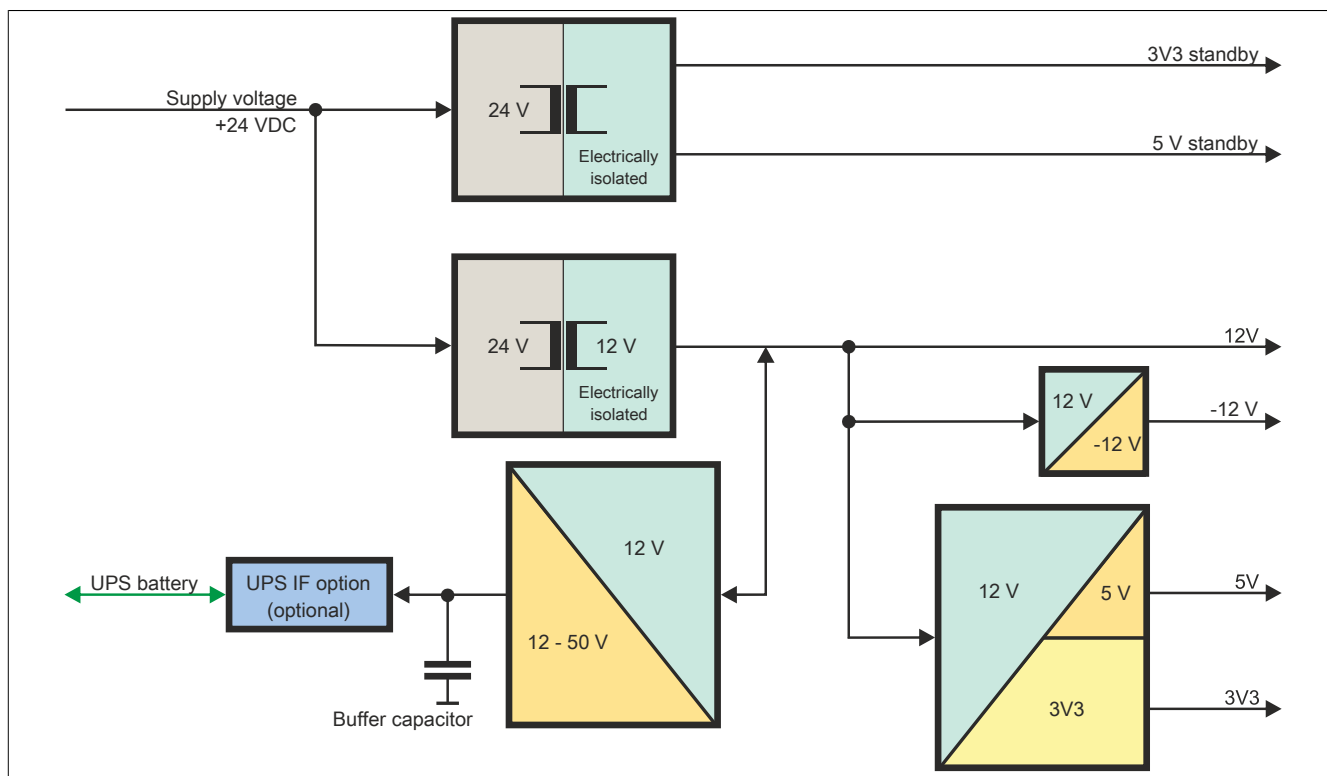 3V3 standby
Supply voltage
+24 VDC
24 V
5 V standby
Electrically
isolated
24 V
12 V
12V
Electrically
isolated
12 V
-12 V
-12 V
12 V
UPS battery
UPS IF option
(optional)
12 - 50 V
Buffer capacitor
12 V
5 V
5V
3V3
3V3